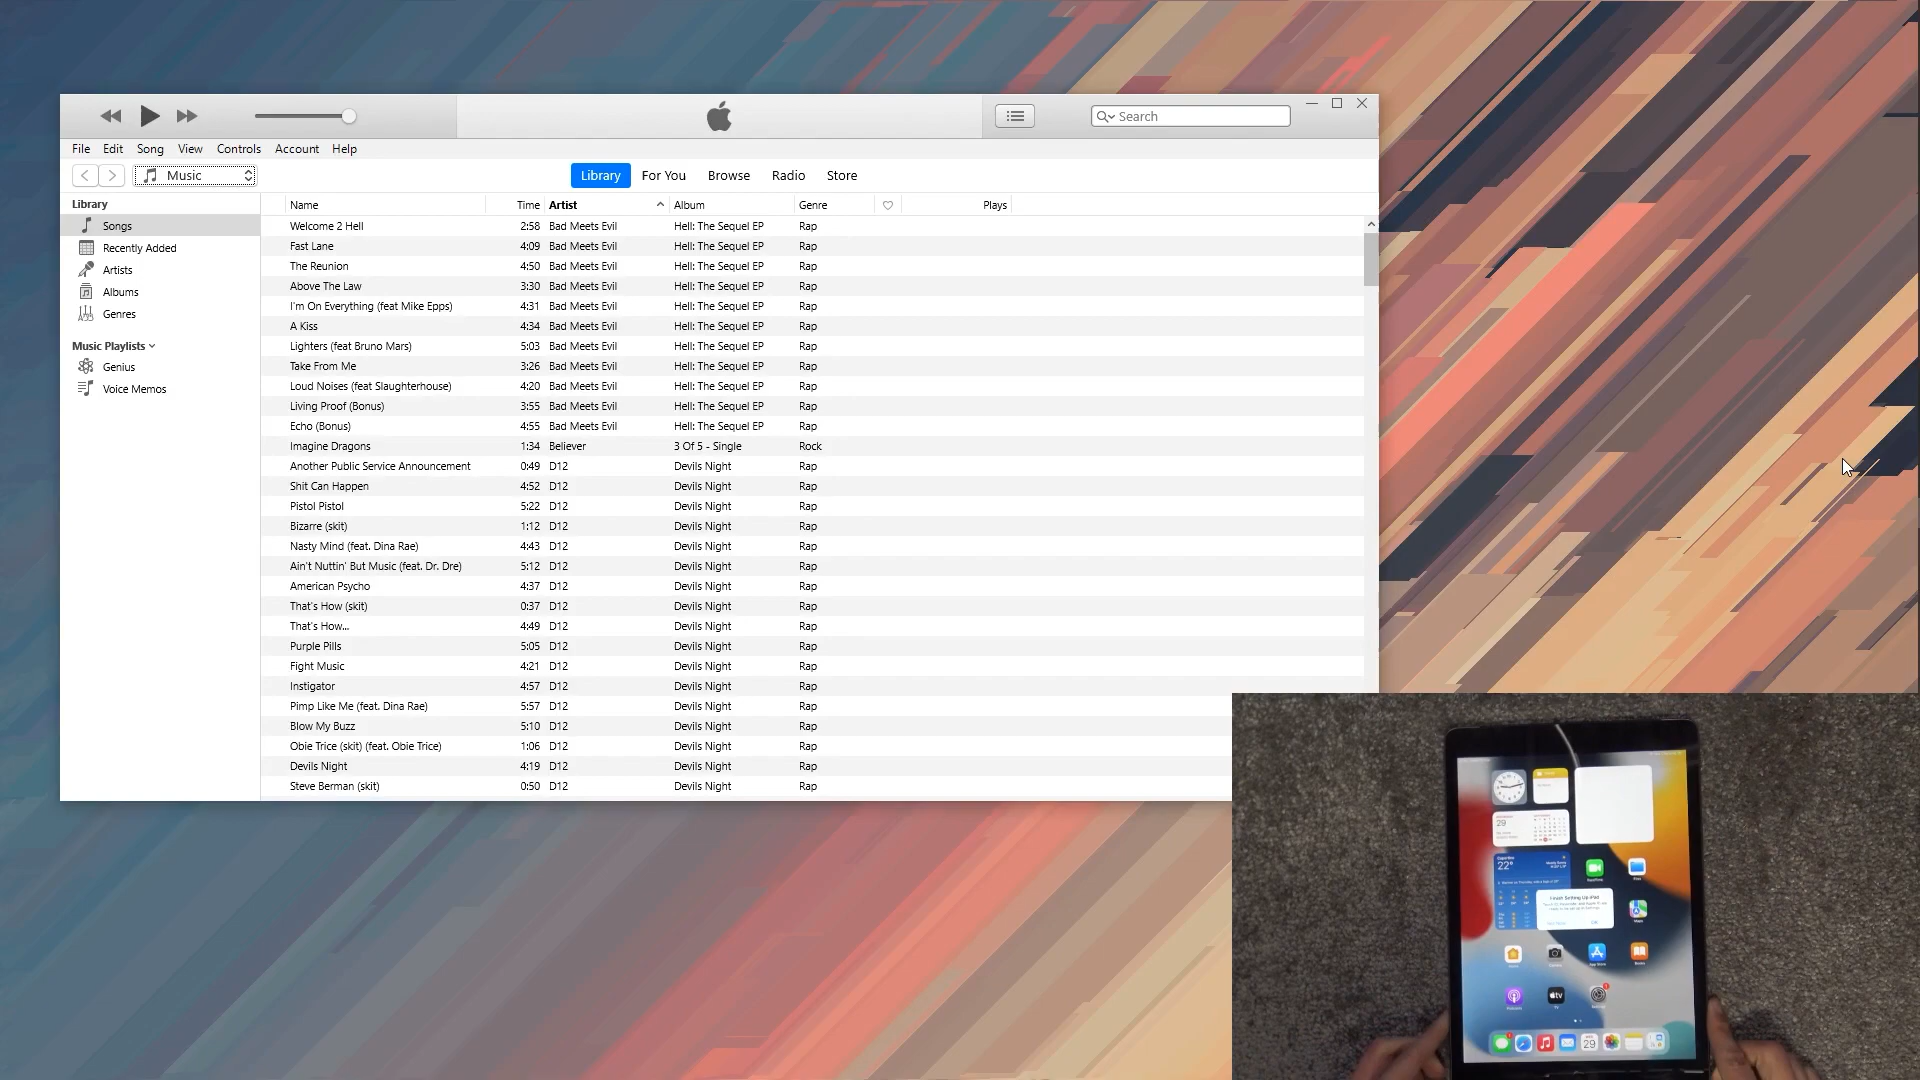 Search
File Edit Song View Controls Account Help
Music Library For You Browse Radio Store
Library
Songs
Recently Added
Artists
Albums
Genres
Music Playlists
Genius
Voice Memos
Name Time Artist Album Genre Plays
Welcome 2 Hell 2:58 Bad Meets Evil Hell: The Sequel EP Rap
Fast Lane 4:09 Bad Meets Evil Hell: The Sequel EP Rap
The Reunion 4:50 Bad Meets Evil Hell: The Sequel EP Rap
Above The Law 3:30 Bad Meets Evil Hell: The Sequel EP Rap
I'm On Everything (feat Mike Epps) 4:31 Bad Meets Evil Hell: The Sequel EP Rap
A Kiss 4:34 Bad Meets Evil Hell: The Sequel EP Rap
Lighters (feat Bruno Mars) 5:03 Bad Meets Evil Hell: The Sequel EP Rap
Take From Me 3:26 Bad Meets Evil Hell: The Sequel EP Rap
Loud Noises (feat Slaughterhouse) 4:20 Bad Meets Evil Hell: The Sequel EP Rap
Living Proof (Bonus) 3:55 Bad Meets Evil Hell: The Sequel EP Rap
Echo (Bonus) 4:55 Bad Meets Evil Hell: The Sequel EP Rap
Imagine Dragons 1:34 Believer 3 Of 5 - Single Rock
Another Public Service Announcement 0:49 D12 Devils Night Rap
Shit Can Happen 4:52 D12 Devils Night Rap
Pistol Pistol 5:22 D12 Devils Night Rap
Bizarre (skit) 1:12 D12 Devils Night Rap
Nasty Mind (feat. Dina Rae) 4:43 D12 Devils Night Rap
Ain't Nuttin' But Music (feat. Dr. Dre) 5:12 D12 Devils Night Rap
American Psycho 4:37 D12 Devils Night Rap
That's How (skit) 0:37 D12 Devils Night Rap
That's How... 4:49 D12 Devils Night Rap
Purple Pills 5:05 D12 Devils Night Rap
Fight Music 4:21 D12 Devils Night Rap
Instigator 4:57 D12 Devils Night Rap
Pimp Like Me (feat. Dina Rae) 5:57 D12 Devils Night Rap
Blow My Buzz 5:10 D12 Devils Night Rap
Obie Trice (skit) (feat. Obie Trice) 1:06 D12 Devils Night Rap
Devils Night 4:19 D12 Devils Night Rap
Steve Berman (skit) 0:50 D12 Devils Night Rap
29
22°
Finish Setting Up iPad
tv
29